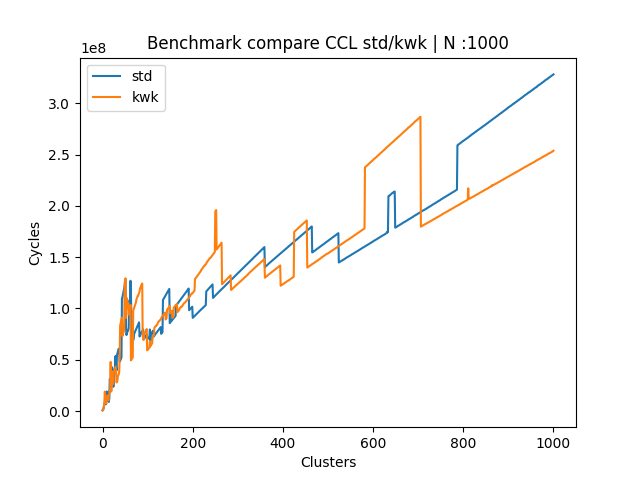 Benchmark compare CCL std/kwk | N :1000
1e8
std
kwk
3.0
2.5
2.0
1.5
1.0
0.5
0.0
Cycles
0 200 400 600 800 1000
Clusters